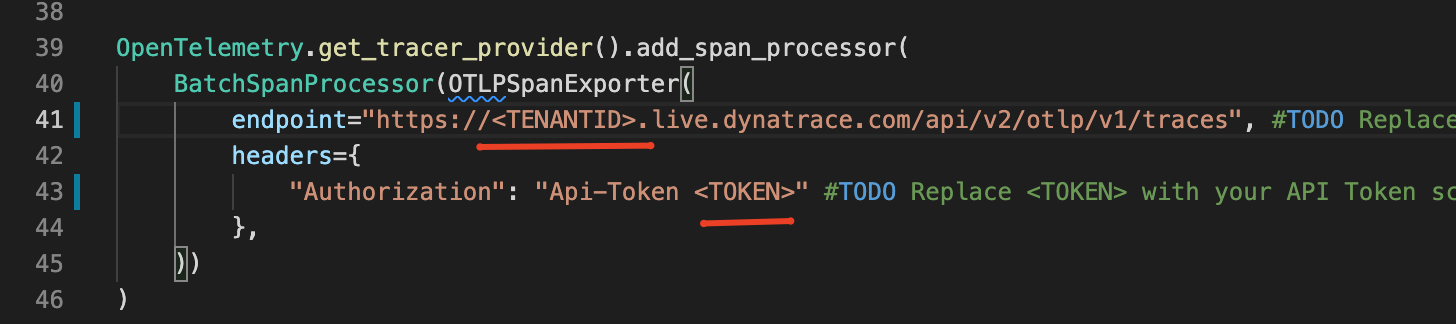 38
39 OpenTelemetry.get_tracer_provider().add_span_processor(
40 BatchSpanProcessor(OTLPSpanExporter(
41 endpoint="https://<TENANTID>.live.dynatrace.com/api/v2/otlp/v1/traces", #TODO Replace
42 headers={
43 "Authorization": "Api-Token <TOKEN>" #TODO Replace <TOKEN> with your API Token sc
44 },
45 ))
46 )